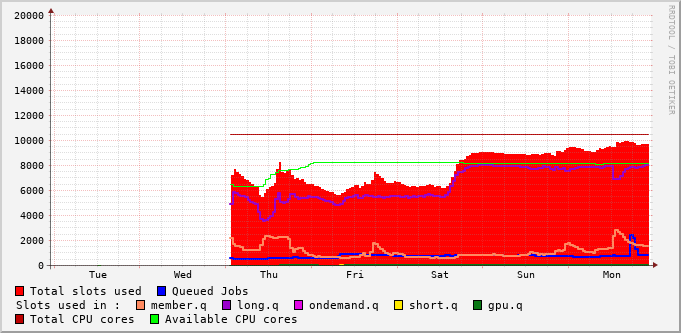 RRDTOOL / TOBI OETIKER
20000
18000
16000
14000
12000
10000
8000
6000
4000
2000
0
Tue Wed Thu Fri Sat Sun Mon
Total slots used Queued Jobs
Slots used in : member.q long.q ondemand.q short.q gpu.q
Total CPU cores Available CPU cores